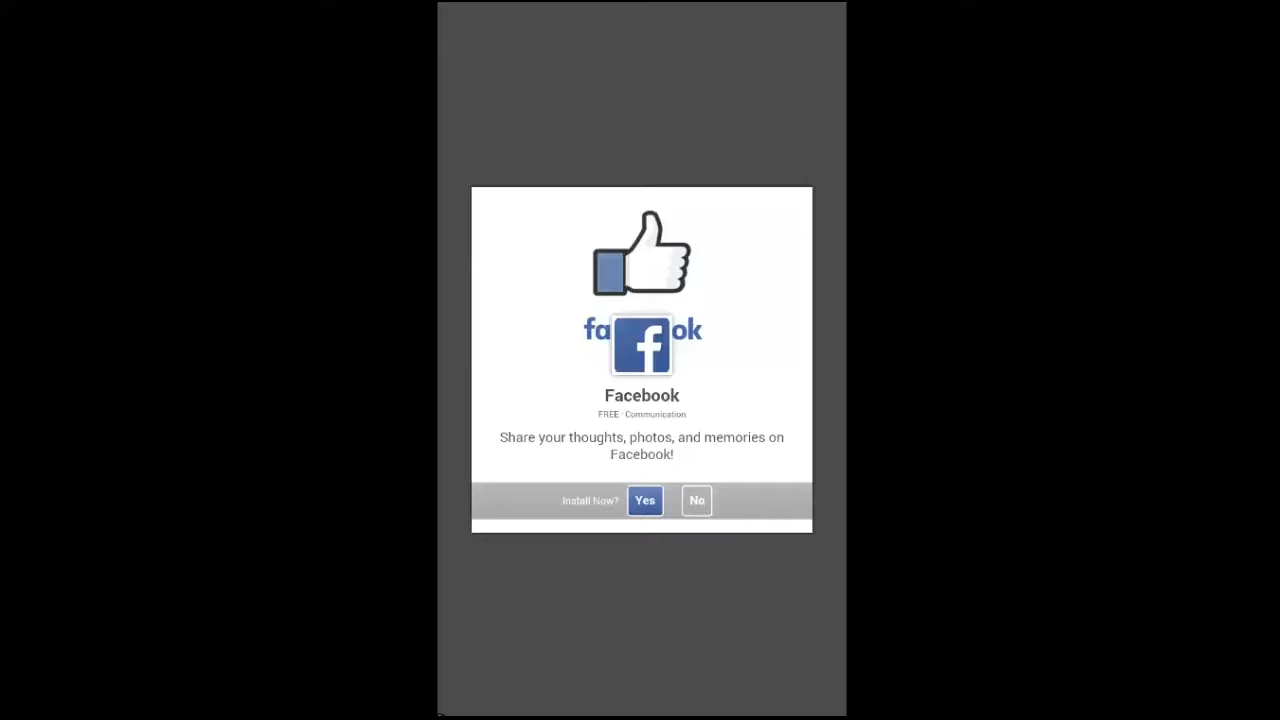 fa ok
f
Facebook
FREE · Communication
Share your thoughts, photos, and memories on
Facebook!
Install Now? Yes No